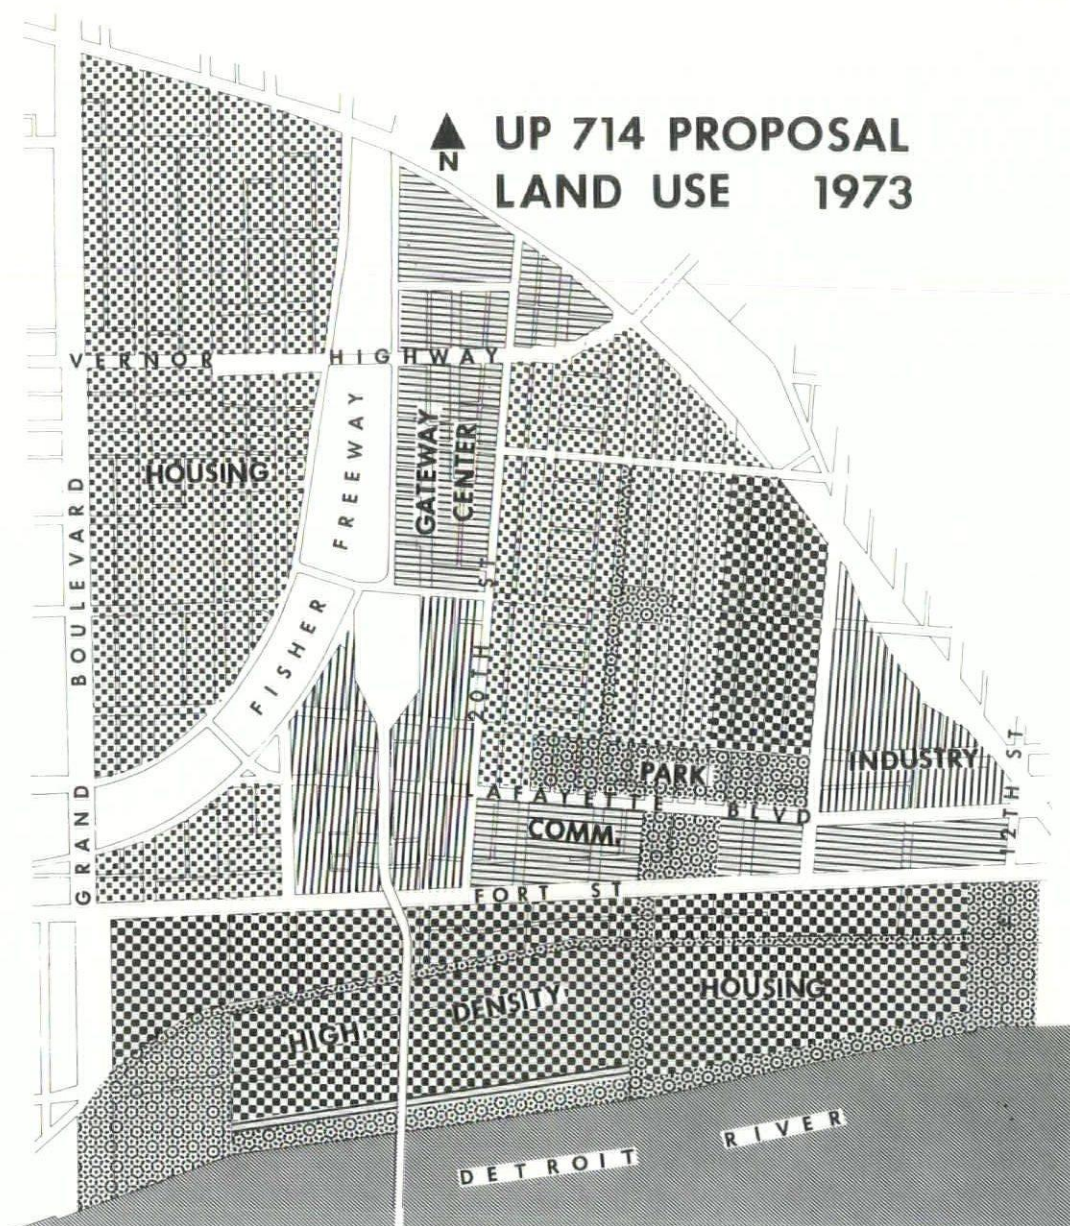 UP 714 PROPOSAL
N
LAND USE 1973
VERNOR HIGHWAY
FREEWAY
GATEWAY
CENTER
HOUSING
BOULEVARD
20TH ST
FISHER
PARK
INDUSTRY
12TH ST
LAFAYETTE BLVD
COMM.
GRAND
FORT ST
HOUSING
DENSITY
HIGH
RIVER
DETROIT